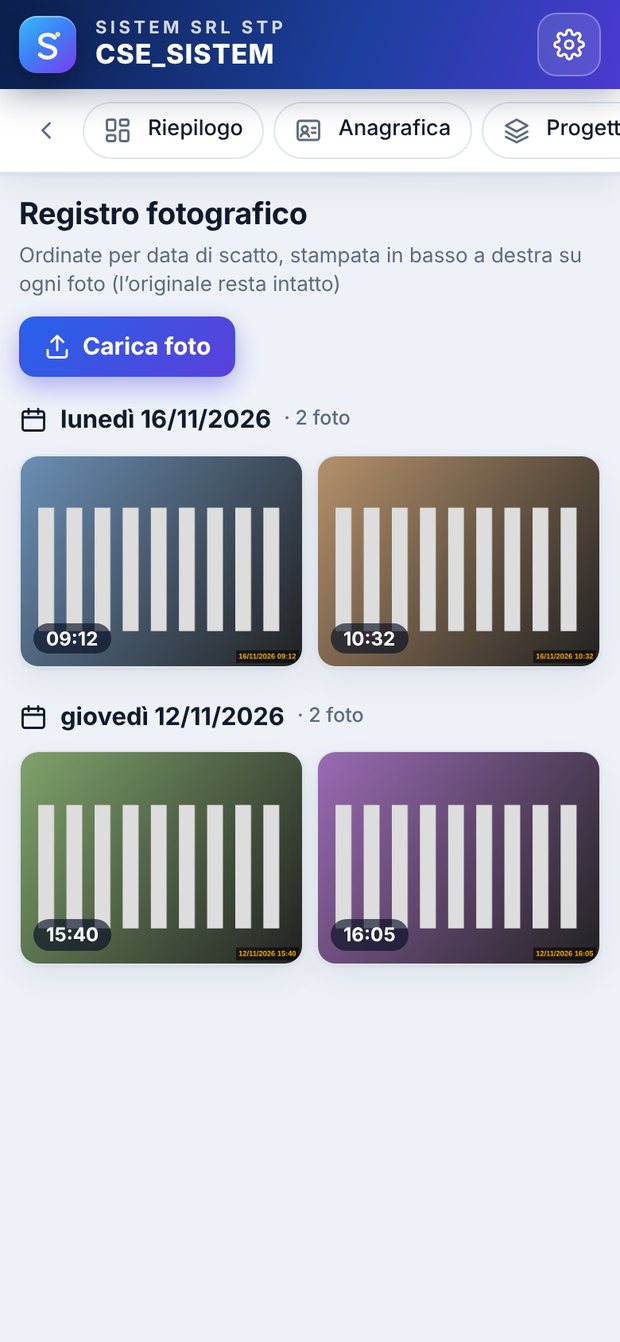 SISTEM SRL STP
CSE_SISTEM
Riepilogo
Anagrafica
Progett
Registro fotografico
Ordinate per data di scatto, stampata in basso a destra su
ogni foto (l’originale resta intatto)
Carica foto
lunedì 16/11/2026 · 2 foto
09:12
16/11/2026 09:12
10:32
16/11/2026 10:32
giovedì 12/11/2026 · 2 foto
15:40
12/11/2026 15:40
16:05
12/11/2026 16:05